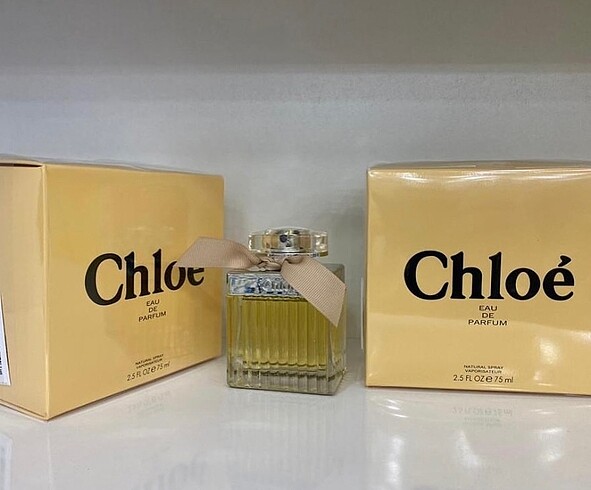 Chloé
EAU
DE
PARFUM
NATURAL SPRAY
VAPORISATEUR
2.5 FL OZ e 75 ml
Chloé
EAU
DE
PARFUM
NATURAL SPRAY
VAPORISATEUR
2.5 FL OZ e 75 ml